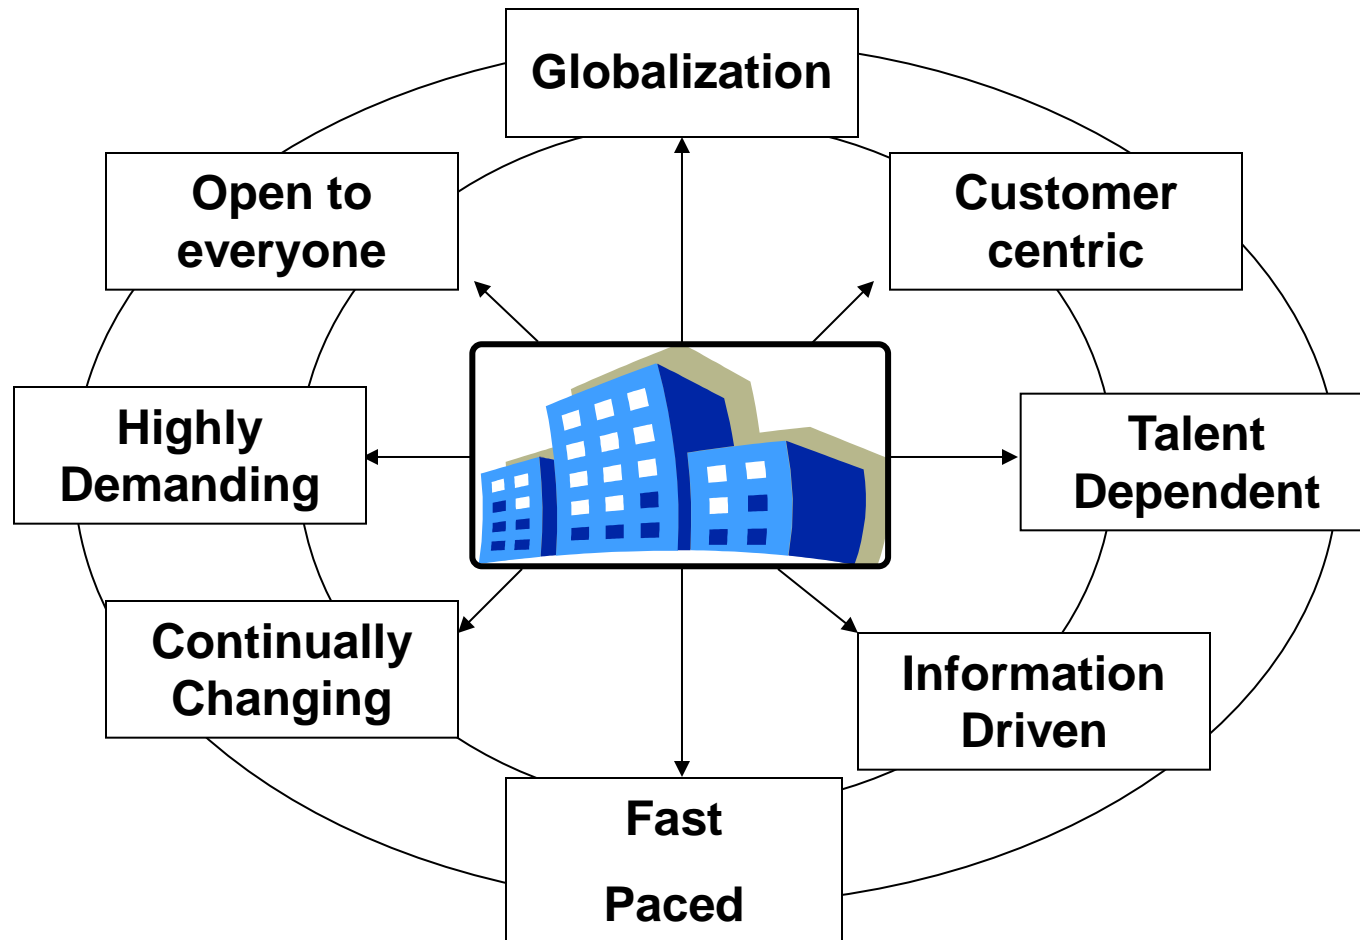 Globalization
Open to
everyone
Customer
centric
Highly
Demanding
Talent
Dependent
Continually
Changing
Information
Driven
Fast
Paced